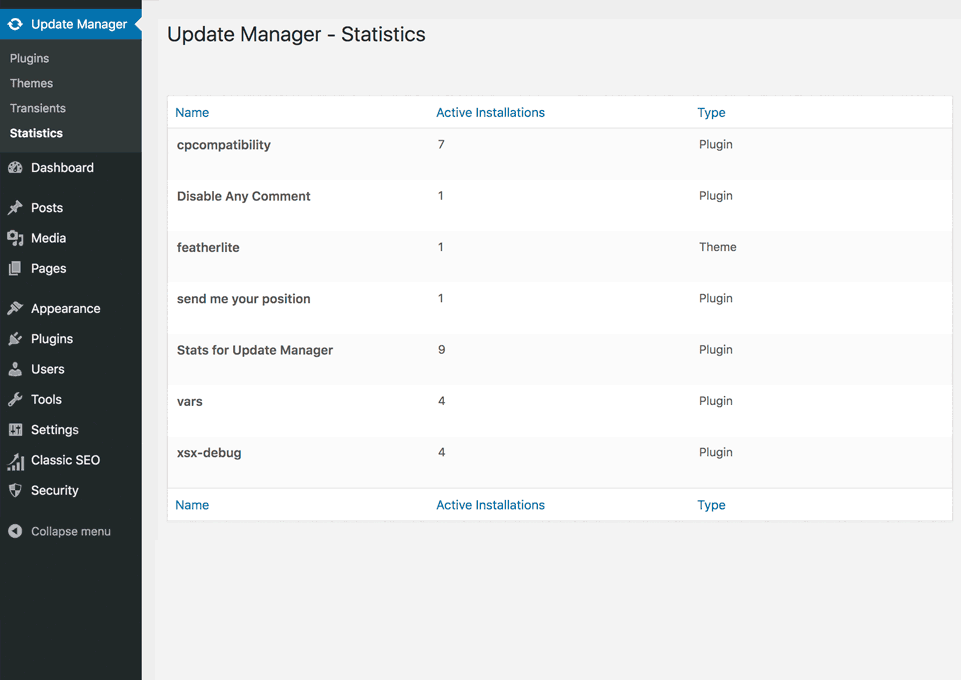 Update Manager
Plugins
Themes
Transients
Statistics
Dashboard
Posts
Media
Pages
Appearance
Plugins
Users
Tools
Settings
Classic SEO
Security
Collapse menu
Update Manager - Statistics
Name Active Installations Type
cpcompatibility 7 Plugin
Disable Any Comment 1 Plugin
featherlite 1 Theme
send me your position 1 Plugin
Stats for Update Manager 9 Plugin
vars 4 Plugin
xsx-debug 4 Plugin
Name Active Installations Type